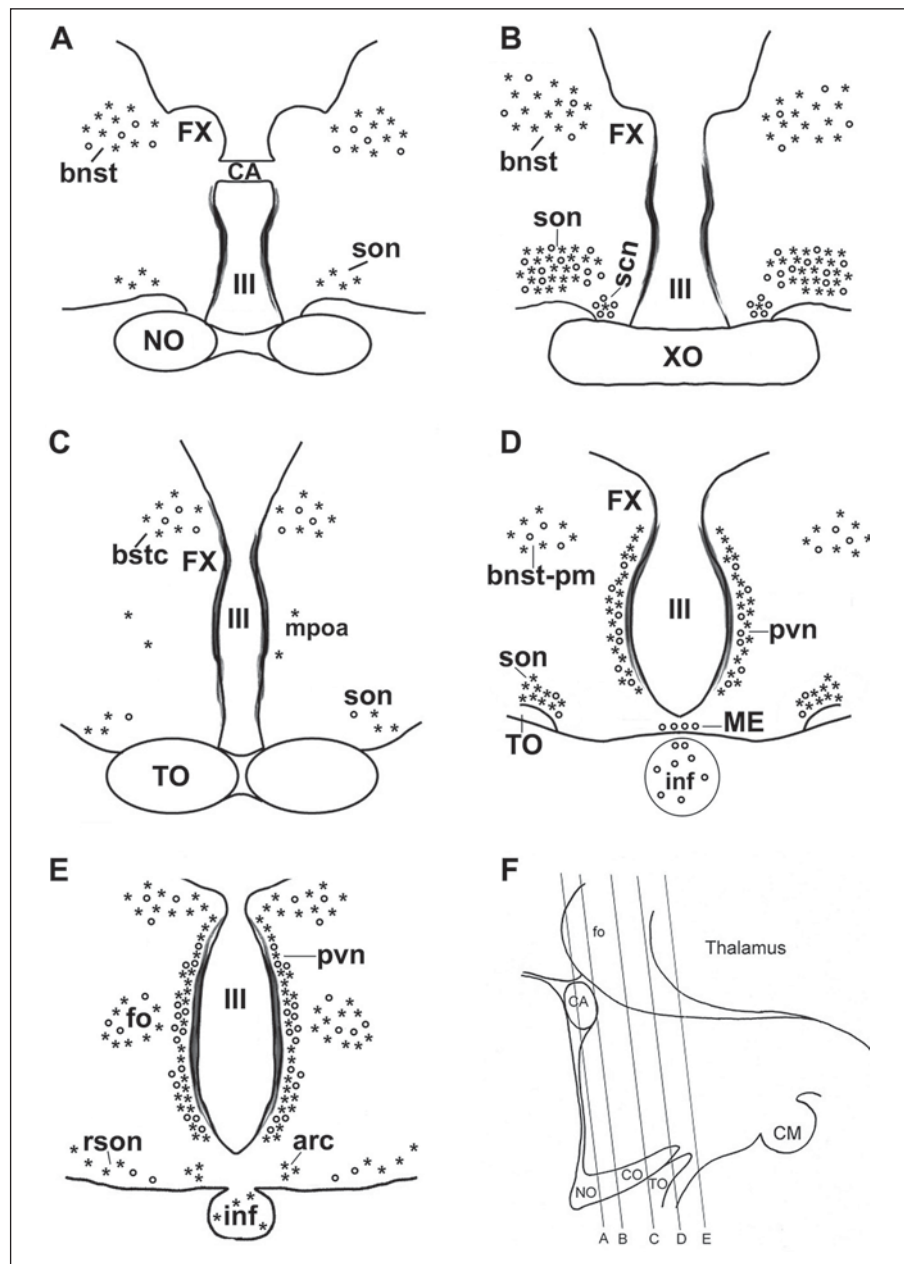 A
FX
bnst
CA
son
III
NO
B
FX
bnst
son
scn
III
XO
C
bstc
FX
III
mpoa
son
TO
D
FX
bnst-pm
III
pvn
son
TO
ME
inf
E
pvn
III
fo
rson
arc
inf
F
fo
Thalamus
CA
CM
NO
CO
TO
A B C D E